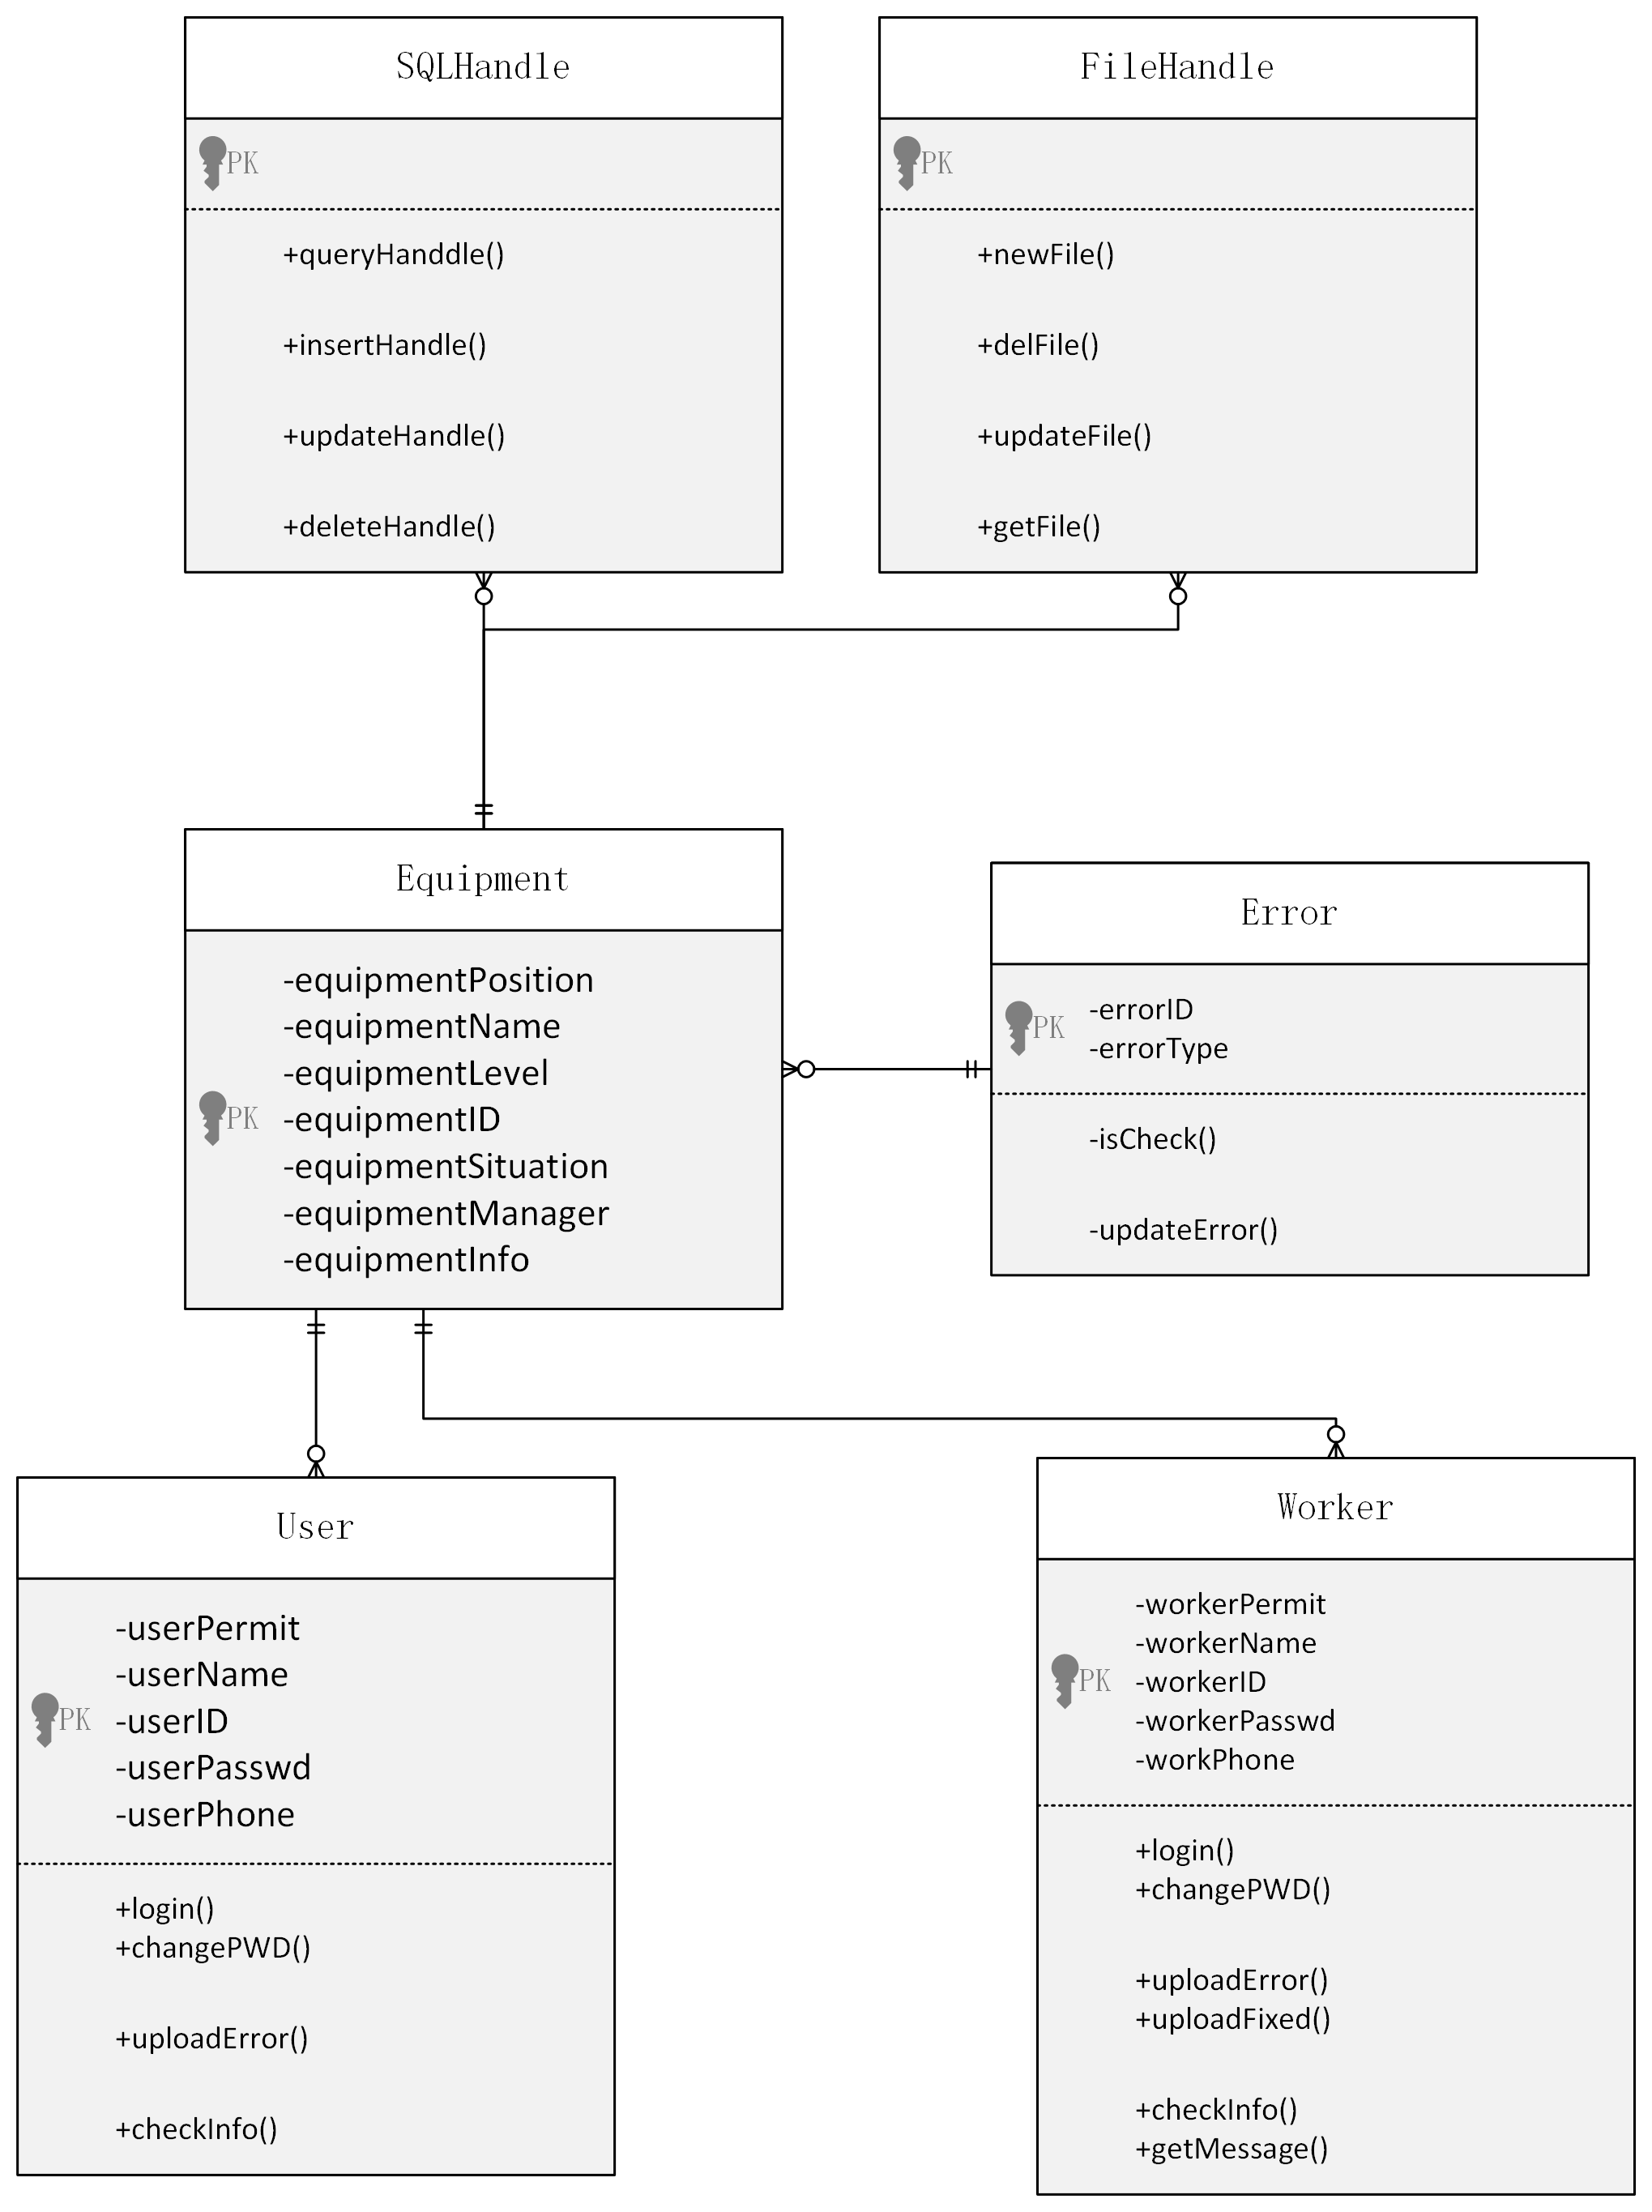 SQLHandle
PK
+queryHanddle()
+insertHandle()
+updateHandle()
+deleteHandle()
FileHandle
PK
+newFile()
+delFile()
+updateFile()
+getFile()
Equipment
PK
-equipmentPosition
-equipmentName
-equipmentLevel
-equipmentID
-equipmentSituation
-equipmentManager
-equipmentInfo
Error
PK
-errorID
-errorType
-isCheck()
-updateError()
User
PK
-userPermit
-userName
-userID
-userPasswd
-userPhone
+login()
+changePWD()
+uploadError()
+checkInfo()
Worker
PK
-workerPermit
-workerName
-workerID
-workerPasswd
-workPhone
+login()
+changePWD()
+uploadError()
+uploadFixed()
+checkInfo()
+getMessage()